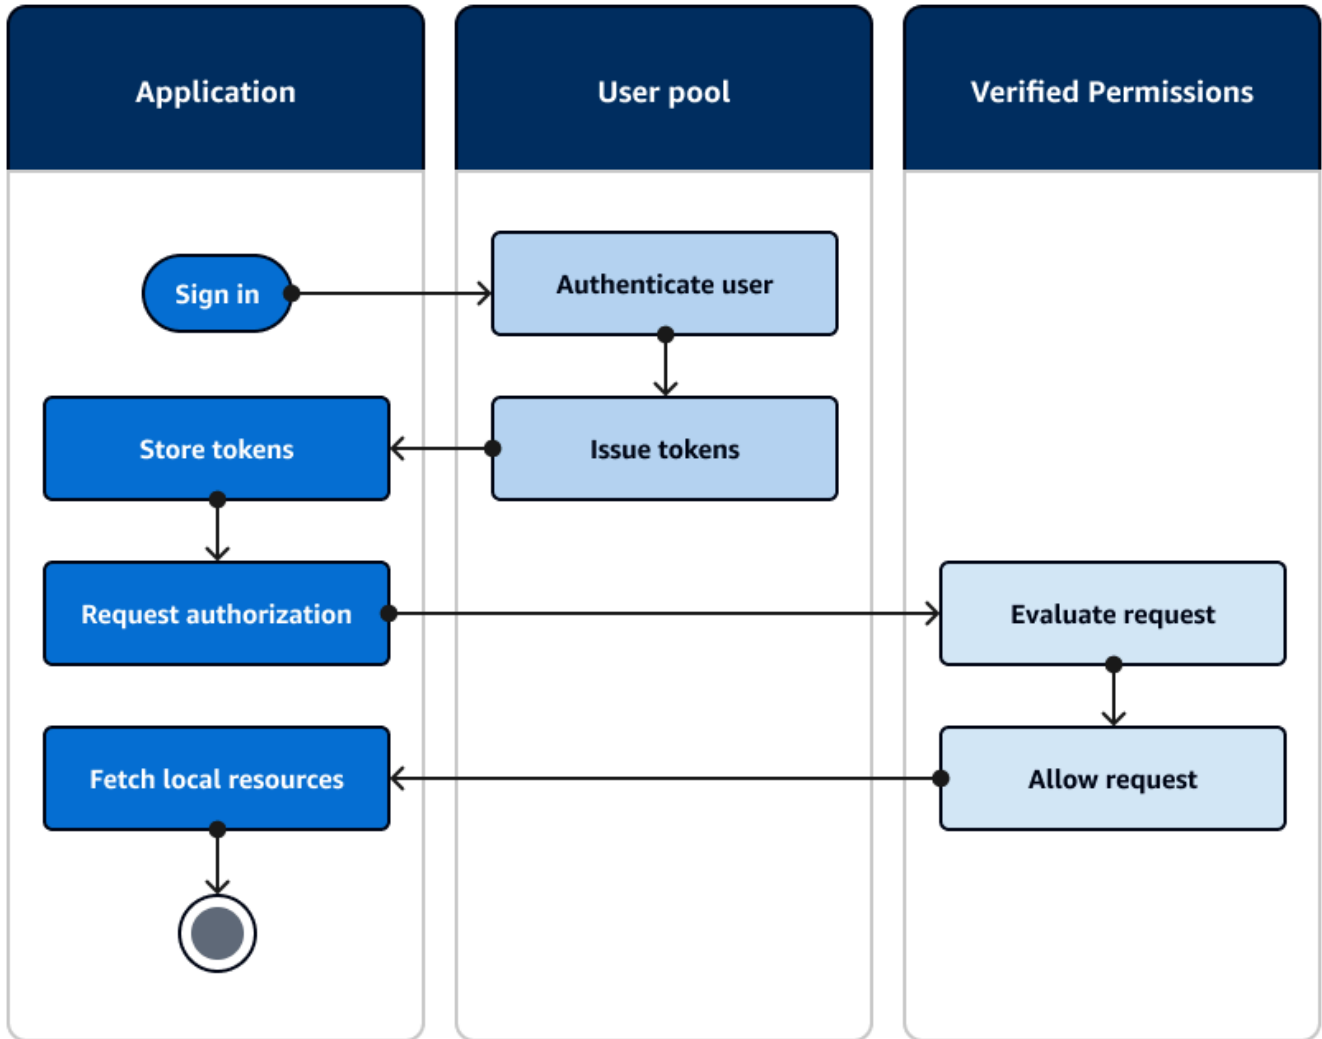 Application
User pool
Verified Permissions
Sign in
Authenticate user
Store tokens
Issue tokens
Request authorization
Evaluate request
Fetch local resources
Allow request